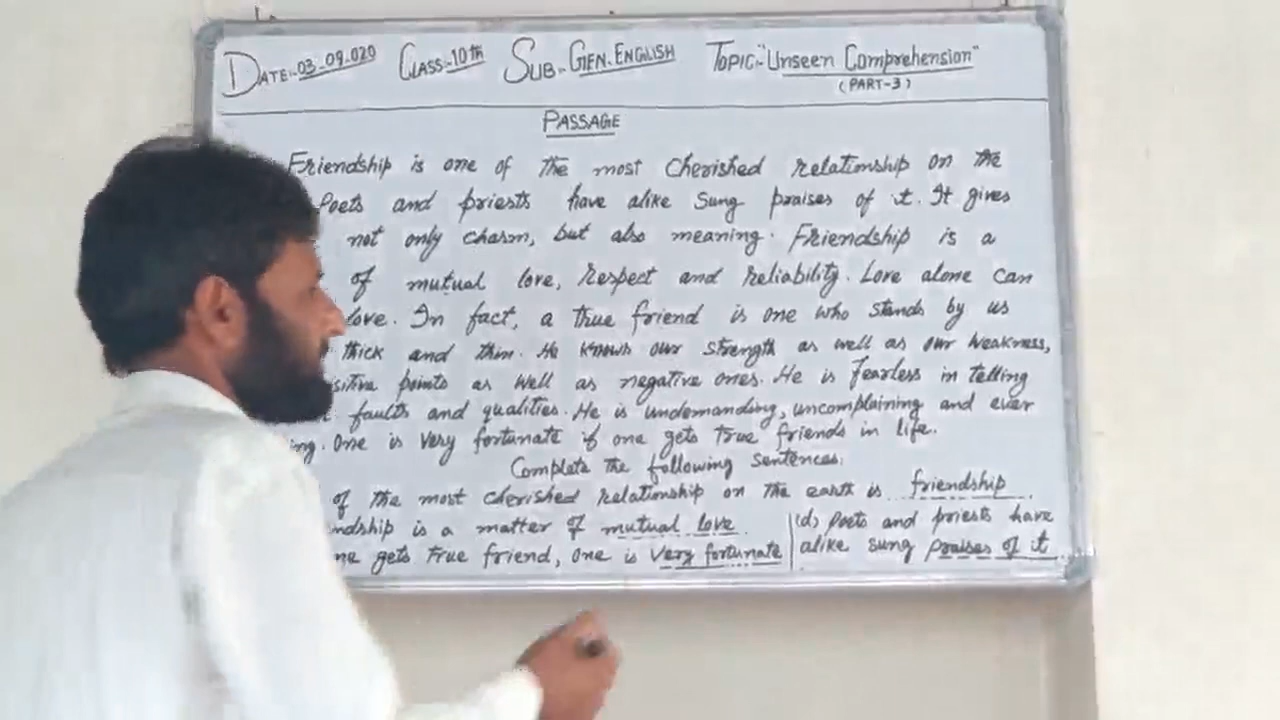 DATE:-03.09.020 CLASS:-10th SUB:-GEN.ENGLISH TOPIC:-"Unseen Comprehension"
(PART-3)
PASSAGE
Friendship is one of the most cherished relationship on the
Poets and priests have alike sung praises of it. It gives
not only charm, but also meaning. Friendship is a
of mutual love, respect and reliability. Love alone can
love. In fact, a true friend is one who stands by us
thick and thin. He knows our strength as well as our weakness,
sitive points as well as negative ones. He is fearless in telling
faults and qualities. He is undemanding, uncomplaining and ever
ing. One is very fortunate if one gets true friends in life.
Complete the following sentences:
of the most cherished relationship on the earth is friendship
ndship is a matter of mutual love.
ne gets true friend, one is very fortunate
(d) Poets and priests have
alike sung praises of it